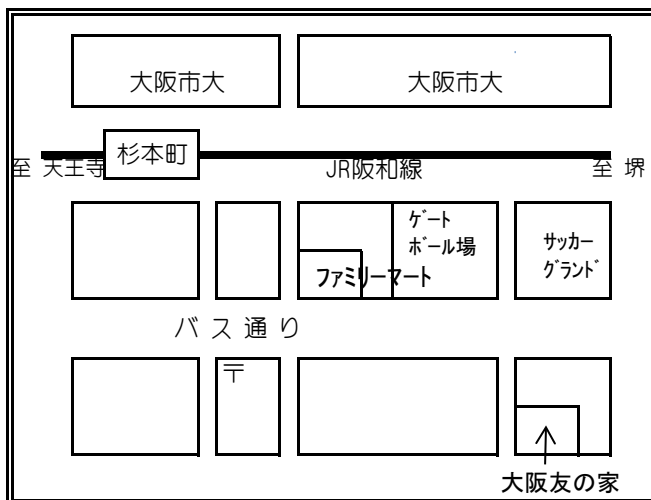 大阪市大
大阪市大
杉本町
至 天王寺
JR阪和線
至 堺
ゲート
ボール場
サッカー
グランド
ファミリーマート
バス通り
〒
大阪友の家